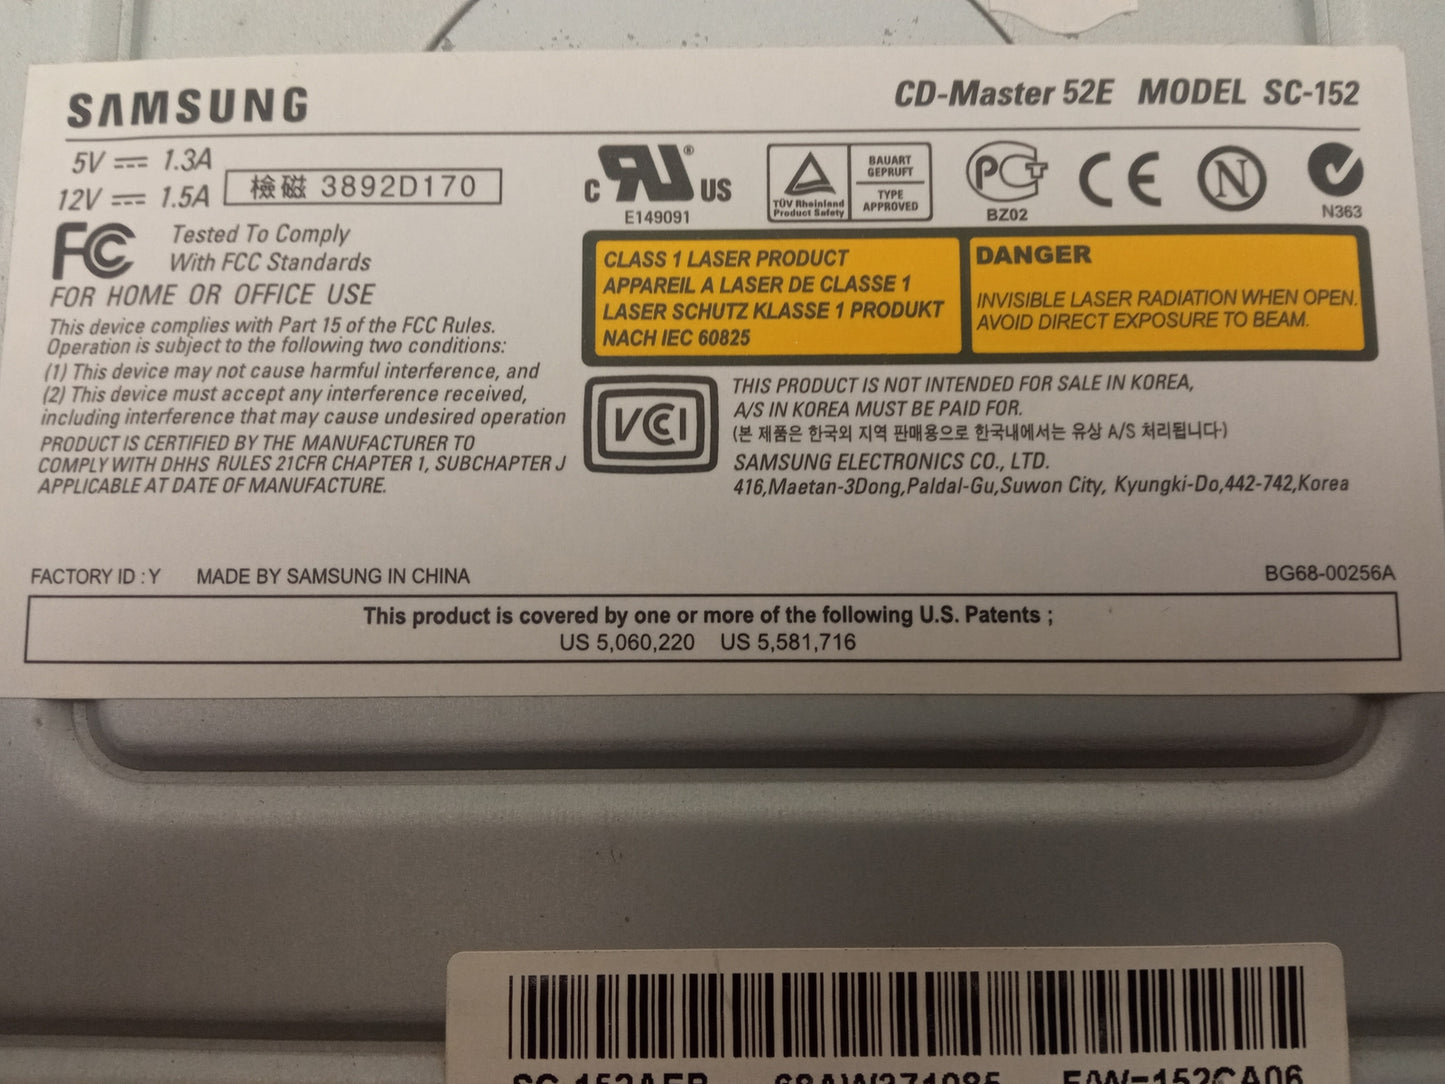 SAMSUNG
CD-Master 52E MODEL SC-152
5V 1.3A
12V 1.5A
檢磁 3892D170
FC
Tested To Comply
With FCC Standards
FOR HOME OR OFFICE USE
This device complies with Part 15 of the FCC Rules.
Operation is subject to the following two conditions:
(1) This device may not cause harmful interference, and
(2) This device must accept any interference received,
including interference that may cause undesired operation
PRODUCT IS CERTIFIED BY THE MANUFACTURER TO
COMPLY WITH DHHS RULES 21CFR CHAPTER 1, SUBCHAPTER J
APPLICABLE AT DATE OF MANUFACTURE.
C UL ® US
E149091
TÜV Rheinland
Product Safety
BAUART
GEPRUFT
TYPE
APPROVED
PCT
BZ02
CE
N
N363
CLASS 1 LASER PRODUCT
APPAREIL A LASER DE CLASSE 1
LASER SCHUTZ KLASSE 1 PRODUKT
NACH IEC 60825
DANGER
INVISIBLE LASER RADIATION WHEN OPEN.
AVOID DIRECT EXPOSURE TO BEAM.
VCI
THIS PRODUCT IS NOT INTENDED FOR SALE IN KOREA,
A/S IN KOREA MUST BE PAID FOR.
(본 제품은 한국외 지역 판매용으로 한국내에서는 유상 A/S 처리됩니다)
SAMSUNG ELECTRONICS CO., LTD.
416,Maetan-3Dong,Paldal-Gu,Suwon City, Kyungki-Do,442-742,Korea
FACTORY ID : Y MADE BY SAMSUNG IN CHINA
BG68-00256A
This product is covered by one or more of the following U.S. Patents ;
US 5,060,220 US 5,581,716
SC-152AEB 68AW371085 F/W=152CA06